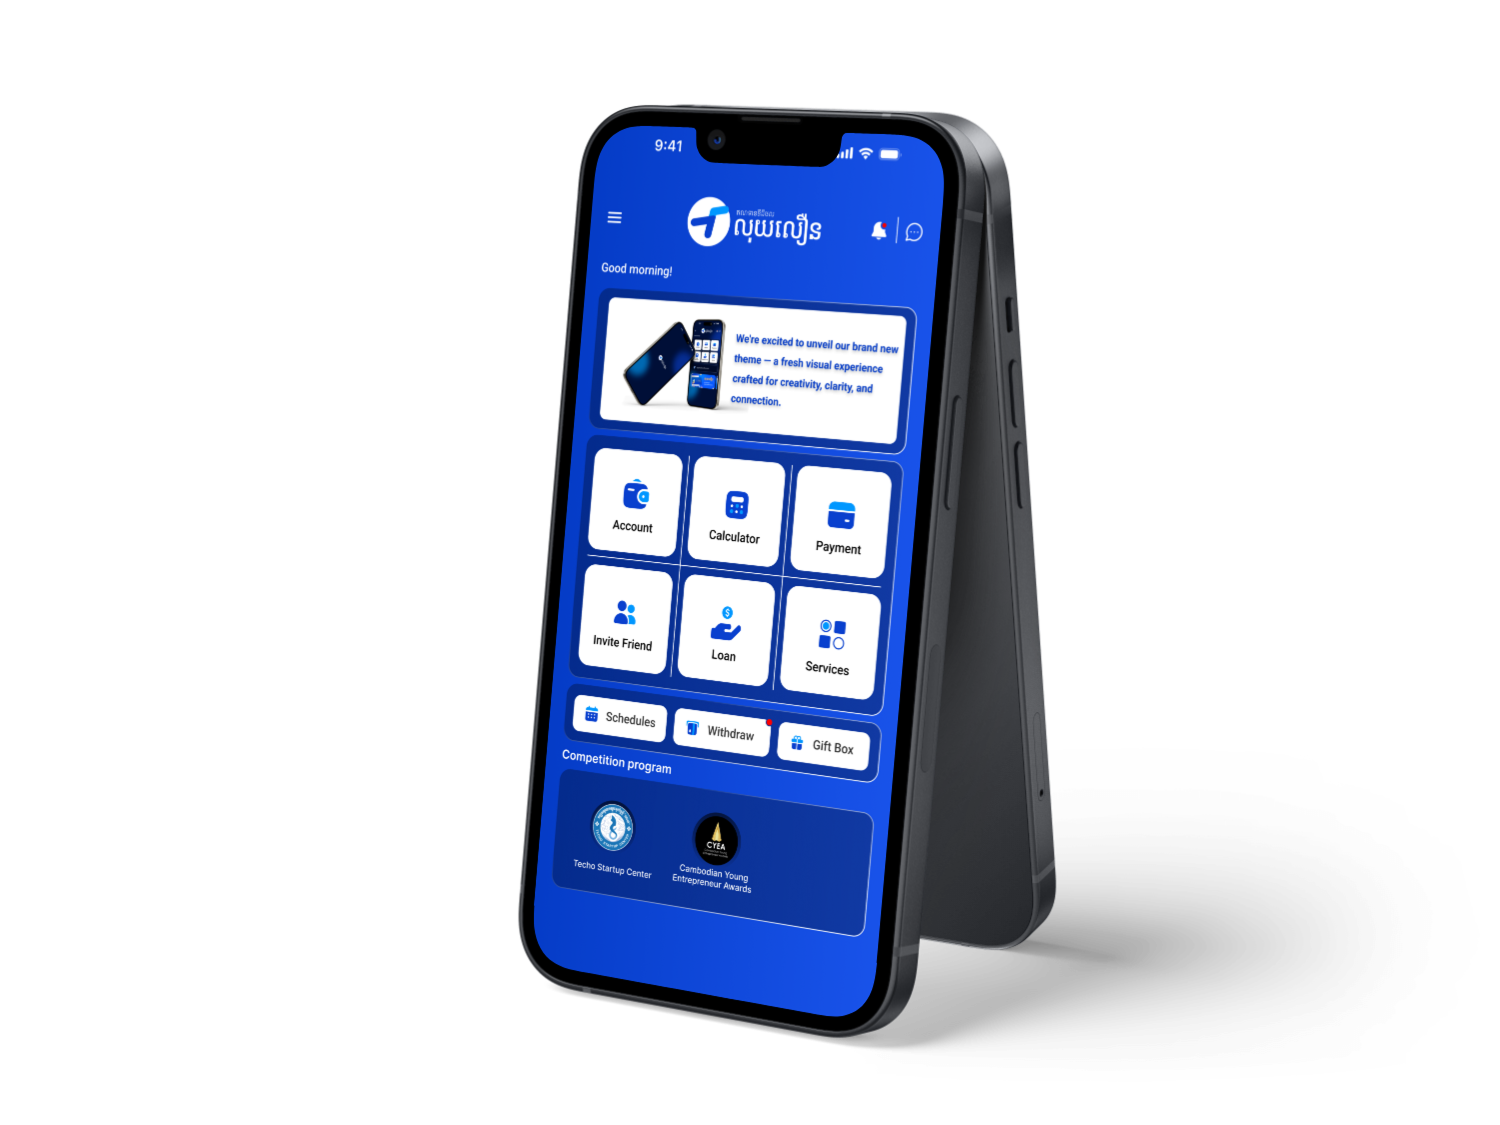 9:41
លុយលឿន
Good morning!
We're excited to unveil our brand new
theme — a fresh visual experience
crafted for creativity, clarity, and
connection.
Account
Calculator
Payment
Invite Friend
Loan
Services
Schedules
Withdraw
Gift Box
Competition program
CYEA
Techo Startup Center
Cambodian Young
Entrepreneur Awards